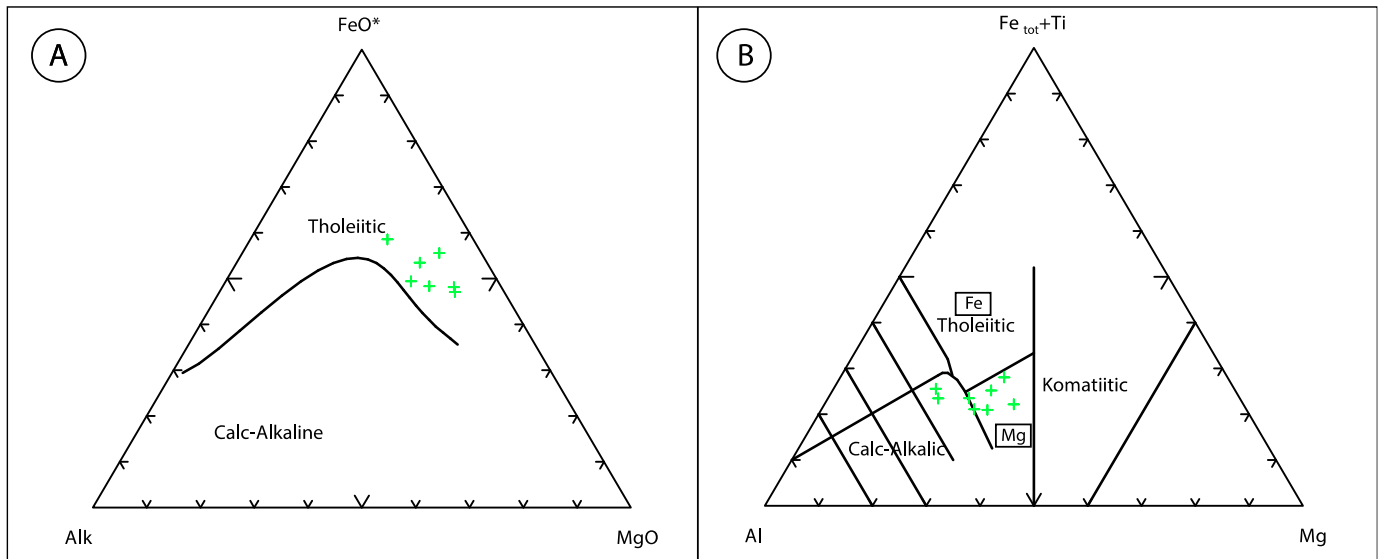 A
FeO*
Tholeiitic
Calc-Alkaline
Alk
MgO
B
Fe tot+Ti
Fe
Tholeiitic
Komatiitic
Mg
Calc-Alkalic
Al
Mg